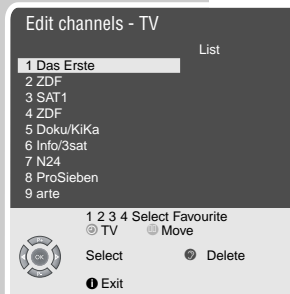 Edit channels - TV
List
1 Das Erste
2 ZDF
3 SAT1
4 ZDF
5 Doku/KiKa
6 Info/3sat
7 N24
8 ProSieben
9 arte
1 2 3 4 Select Favourite
TV Move
OK Select Delete
Exit